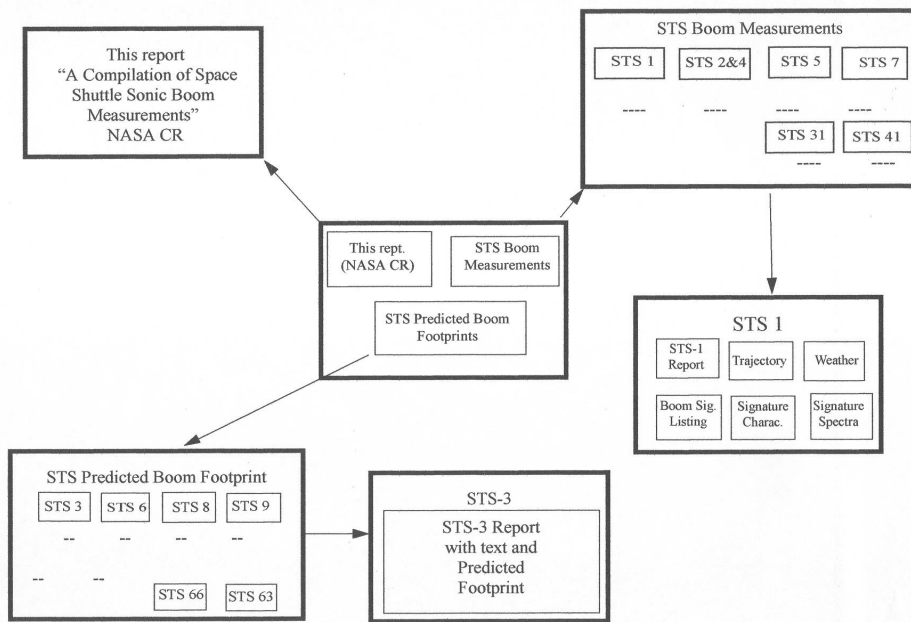 This report
“A Compilation of Space
Shuttle Sonic Boom
Measurements”
NASA CR
STS Boom Measurements
STS 1
STS 2&4
STS 5
STS 7
----
----
----
----
STS 31
STS 41
----
----
This rept.
(NASA CR)
STS Boom
Measurements
STS Predicted Boom
Footprints
STS 1
STS-1
Report
Trajectory
Weather
Boom Sig.
Listing
Signature
Charac.
Signature
Spectra
STS Predicted Boom Footprint
STS 3
STS 6
STS 8
STS 9
--
--
--
--
--
--
STS 66
STS 63
STS-3
STS-3 Report
with text and
Predicted
Footprint